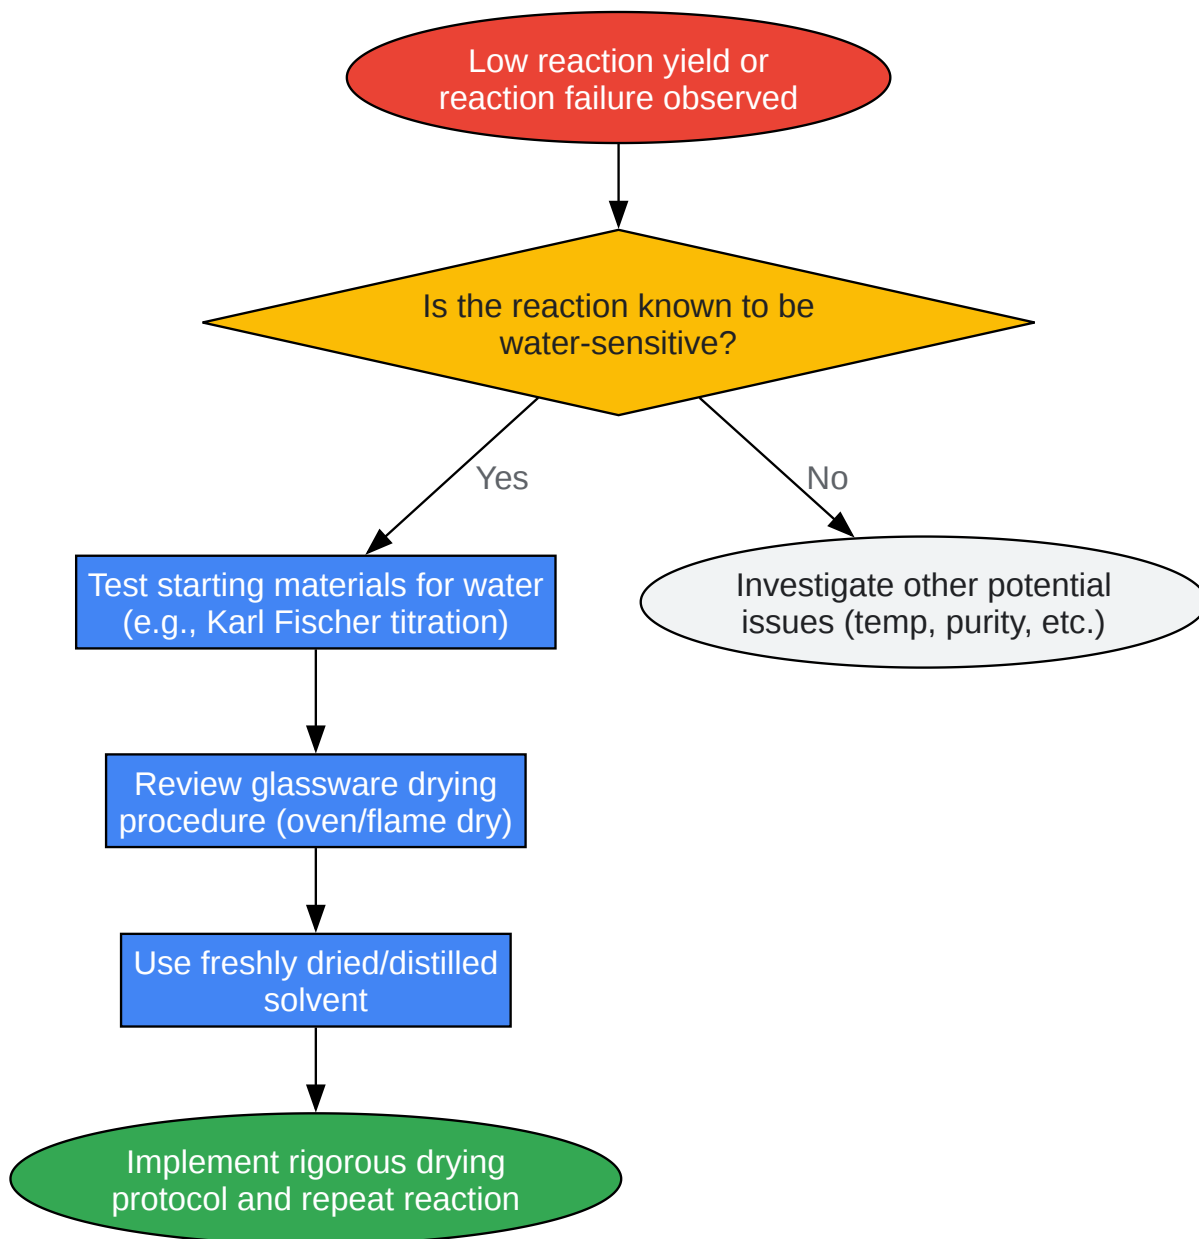 Low reaction yield or
reaction failure observed
Is the reaction known to be
water-sensitive?
Yes
No
Test starting materials for water
(e.g., Karl Fischer titration)
Investigate other potential
issues (temp, purity, etc.)
Review glassware drying
procedure (oven/flame dry)
Use freshly dried/distilled
solvent
Implement rigorous drying
protocol and repeat reaction